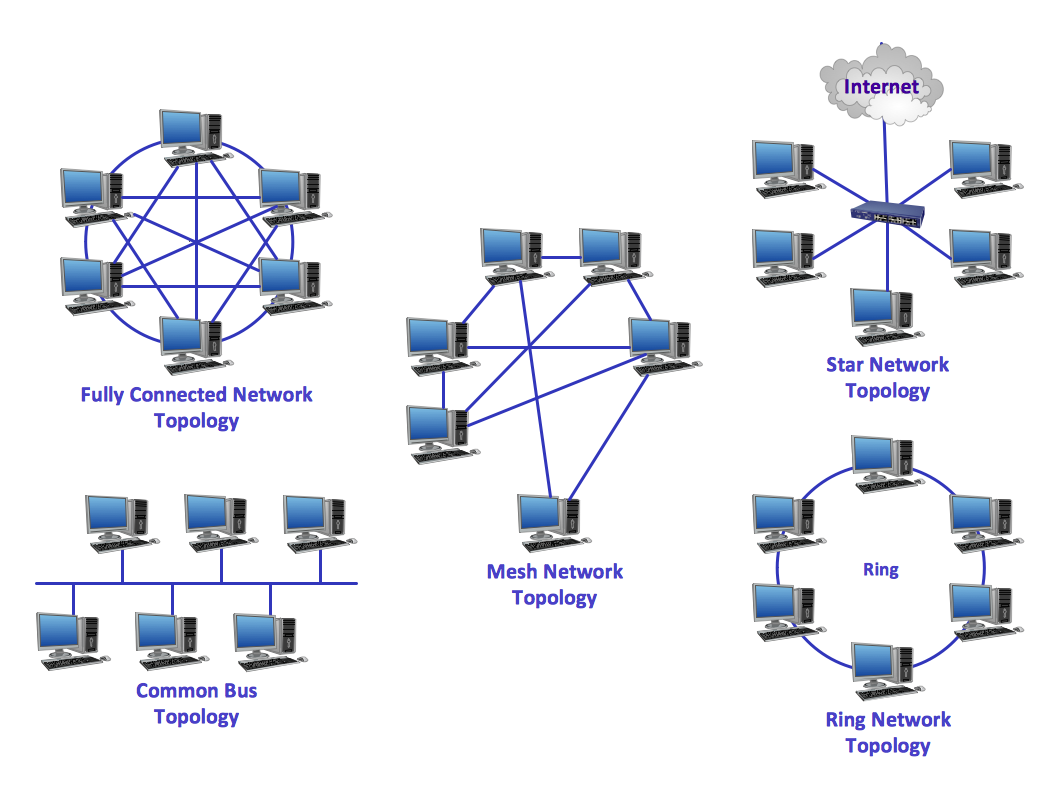 Internet
Fully Connected Network
Topology
Star Network
Topology
Mesh Network
Topology
Ring
Common Bus
Topology
Ring Network
Topology